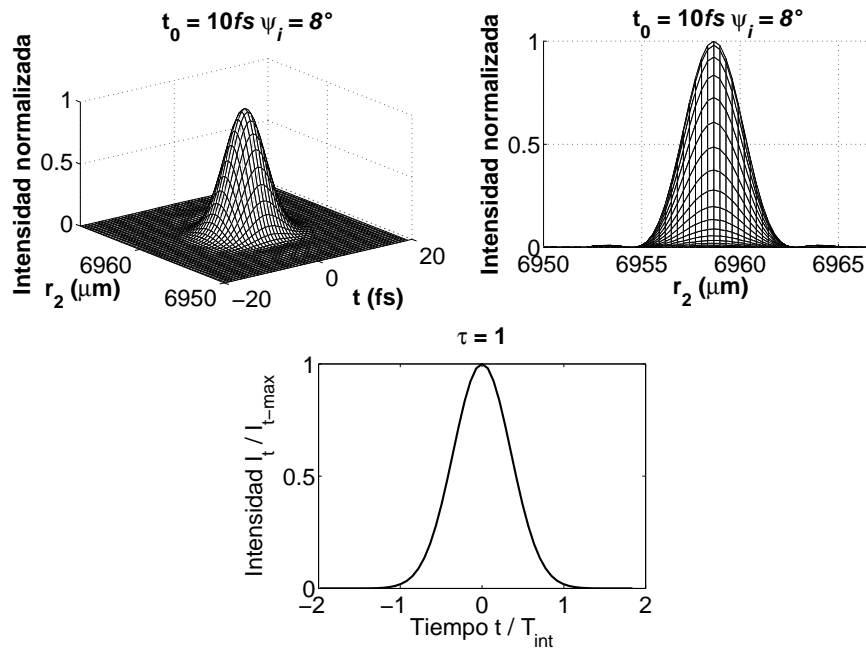 t₀ = 10fs ψᵢ = 8°
Intensidad normalizada
1
0.5
0
6960
6950
r₂ (μm)
−20
0
20
t (fs)
t₀ = 10fs ψᵢ = 8°
Intensidad normalizada
1
0.5
0
6950 6955 6960 6965
r₂ (μm)
τ = 1
Intensidad I_t / I_t−max
1
0.5
0
−2 −1 0 1 2
Tiempo t / T_int